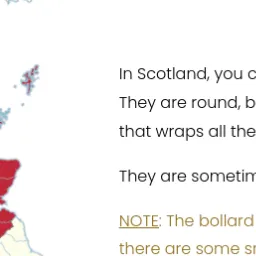 In Scotland, you c
They are round, b
that wraps all the
They are sometim
NOTE: The bollard
there are some sm